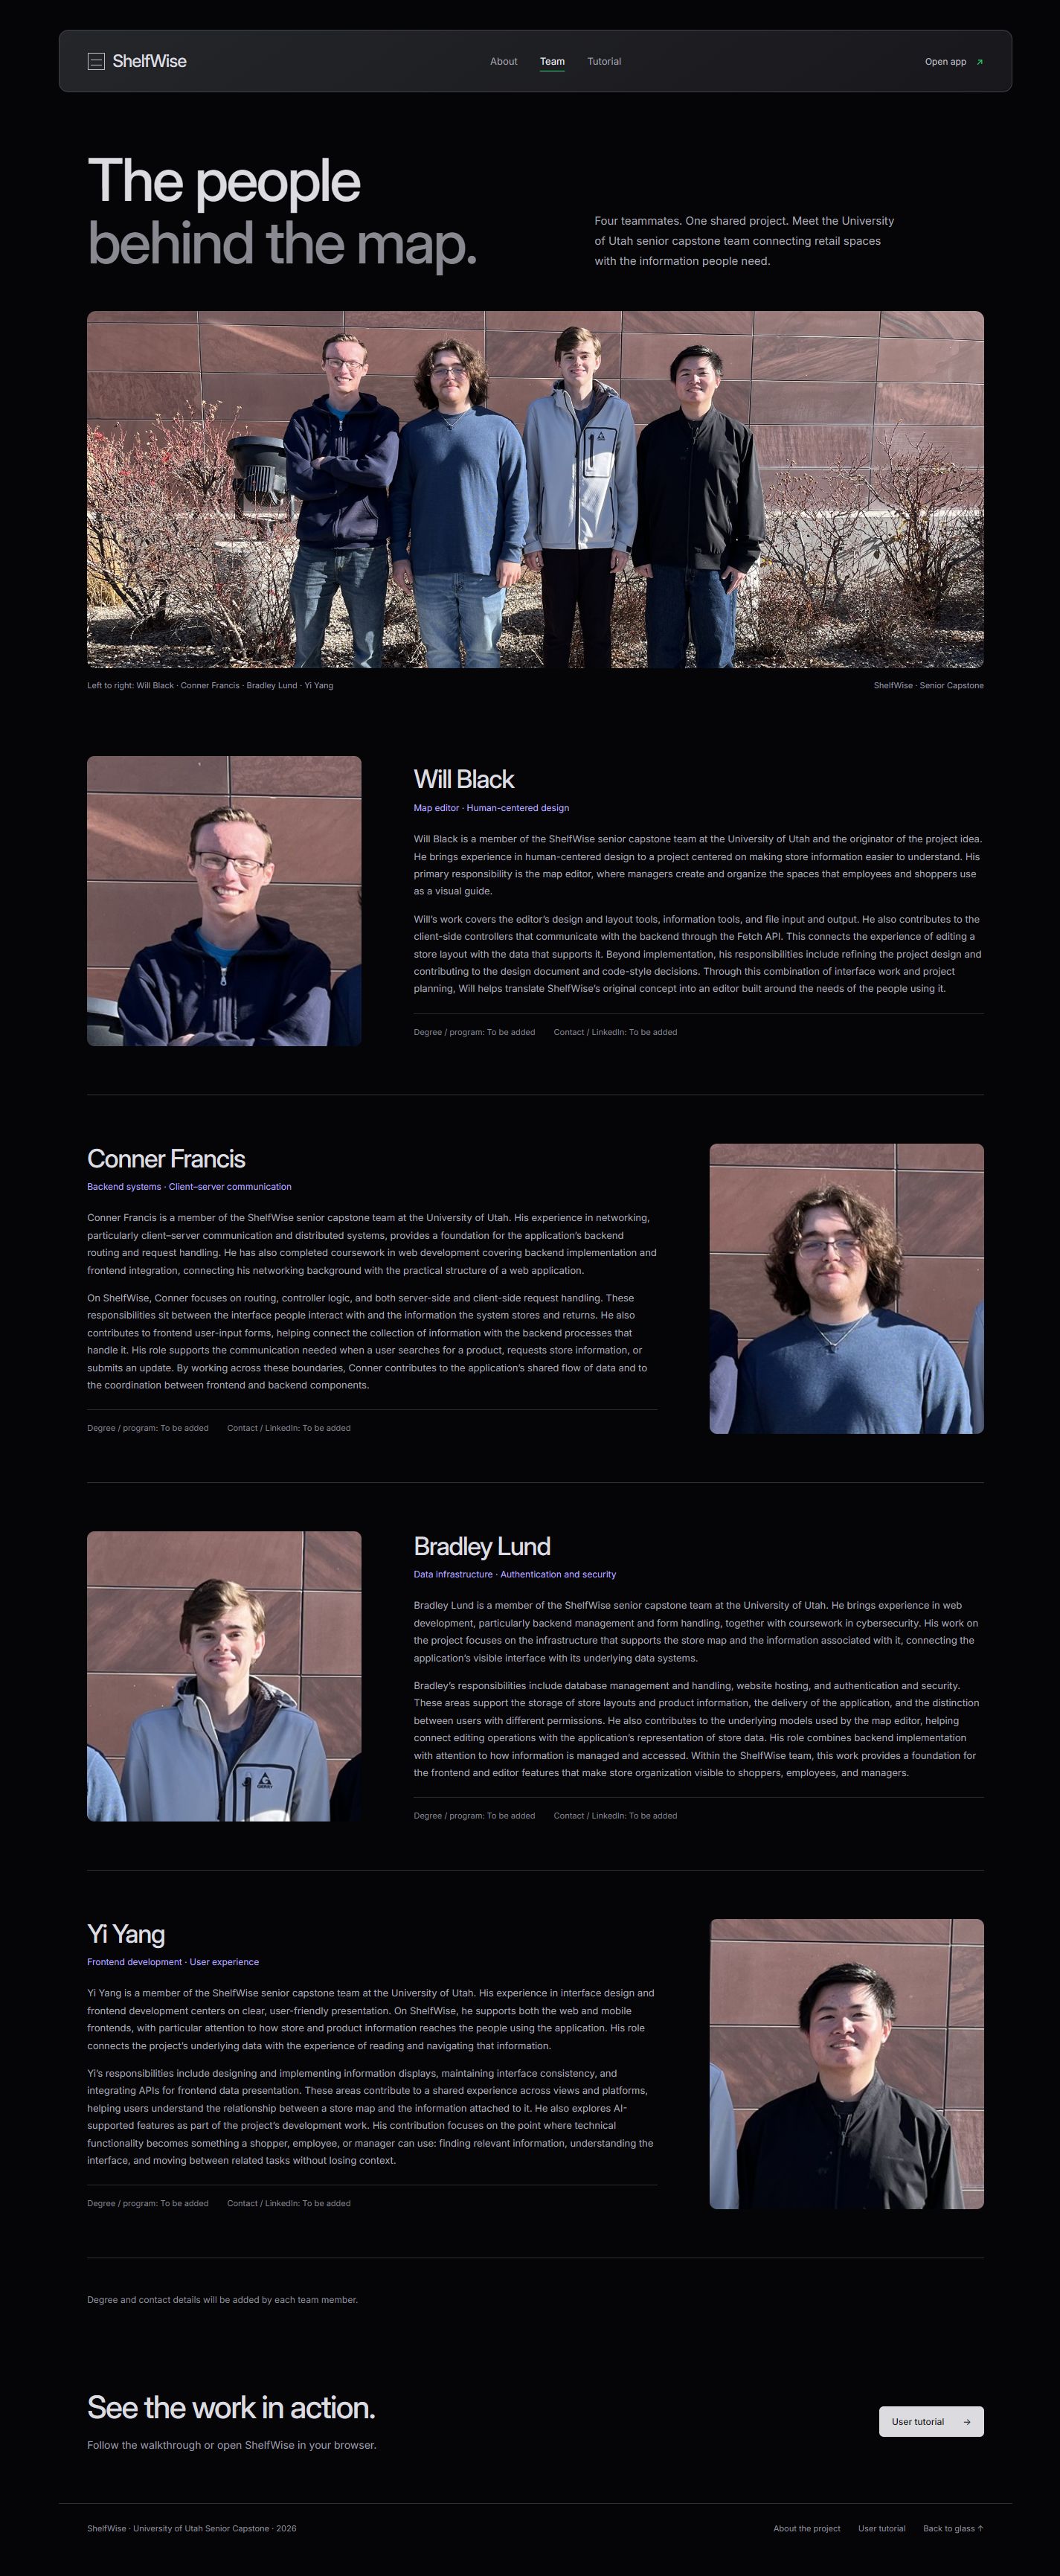 ShelfWise
About Team Tutorial
Open app ↗
The people
behind the map.
Four teammates. One shared project. Meet the University
of Utah senior capstone team connecting retail spaces
with the information people need.
Left to right: Will Black · Conner Francis · Bradley Lund · Yi Yang
ShelfWise · Senior Capstone
Will Black
Map editor · Human-centered design
Will Black is a member of the ShelfWise senior capstone team at the University of Utah and the originator of the project idea.
He brings experience in human-centered design to a project centered on making store information easier to understand. His
primary responsibility is the map editor, where managers create and organize the spaces that employees and shoppers use
as a visual guide.
Will’s work covers the editor’s design and layout tools, information tools, and file input and output. He also contributes to the
client-side controllers that communicate with the backend through the Fetch API. This connects the experience of editing a
store layout with the data that supports it. Beyond implementation, his responsibilities include refining the project design and
contributing to the design document and code-style decisions. Through this combination of interface work and project
planning, Will helps translate ShelfWise’s original concept into an editor built around the needs of the people using it.
Degree / program: To be added Contact / LinkedIn: To be added
Conner Francis
Backend systems · Client–server communication
Conner Francis is a member of the ShelfWise senior capstone team at the University of Utah. His experience in networking,
particularly client–server communication and distributed systems, provides a foundation for the application’s backend
routing and request handling. He has also completed coursework in web development covering backend implementation and
frontend integration, connecting his networking background with the practical structure of a web application.
On ShelfWise, Conner focuses on routing, controller logic, and both server-side and client-side request handling. These
responsibilities sit between the interface people interact with and the information the system stores and returns. He also
contributes to frontend user-input forms, helping connect the collection of information with the backend processes that
handle it. His role supports the communication needed when a user searches for a product, requests store information, or
submits an update. By working across these boundaries, Conner contributes to the application’s shared flow of data and to
the coordination between frontend and backend components.
Degree / program: To be added Contact / LinkedIn: To be added
Bradley Lund
Data infrastructure · Authentication and security
Bradley Lund is a member of the ShelfWise senior capstone team at the University of Utah. He brings experience in web
development, particularly backend management and form handling, together with coursework in cybersecurity. His work on
the project focuses on the infrastructure that supports the store map and the information associated with it, connecting the
application’s visible interface with its underlying data systems.
Bradley’s responsibilities include database management and handling, website hosting, and authentication and security.
These areas support the storage of store layouts and product information, the delivery of the application, and the distinction
between users with different permissions. He also contributes to the underlying models used by the map editor, helping
connect editing operations with the application’s representation of store data. His role combines backend implementation
with attention to how information is managed and accessed. Within the ShelfWise team, this work provides a foundation for
the frontend and editor features that make store organization visible to shoppers, employees, and managers.
Degree / program: To be added Contact / LinkedIn: To be added
Yi Yang
Frontend development · User experience
Yi Yang is a member of the ShelfWise senior capstone team at the University of Utah. His experience in interface design and
frontend development centers on clear, user-friendly presentation. On ShelfWise, he supports both the web and mobile
frontends, with particular attention to how store and product information reaches the people using the application. His role
connects the project’s underlying data with the experience of reading and navigating that information.
Yi’s responsibilities include designing and implementing information displays, maintaining interface consistency, and
integrating APIs for frontend data presentation. These areas contribute to a shared experience across views and platforms,
helping users understand the relationship between a store map and the information attached to it. He also explores AI-
supported features as part of the project’s development work. His contribution focuses on the point where technical
functionality becomes something a shopper, employee, or manager can use: finding relevant information, understanding the
interface, and moving between related tasks without losing context.
Degree / program: To be added Contact / LinkedIn: To be added
Degree and contact details will be added by each team member.
See the work in action.
Follow the walkthrough or open ShelfWise in your browser.
User tutorial →
ShelfWise · University of Utah Senior Capstone · 2026
About the project User tutorial Back to glass ↑